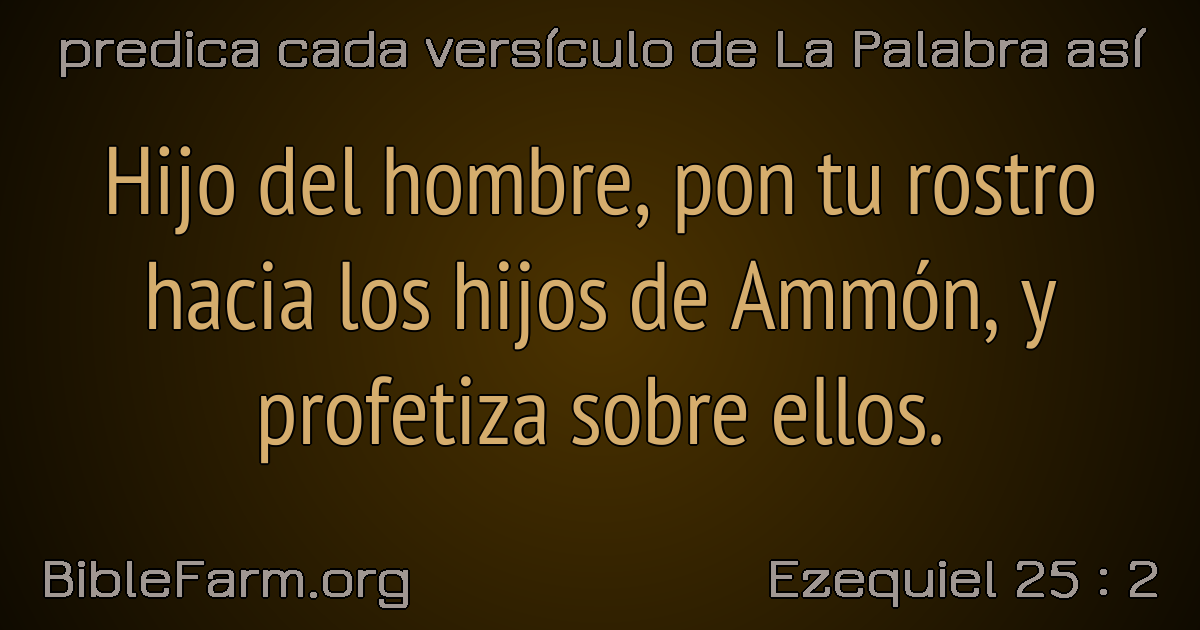 predica cada versículo de La Palabra así
Hijo del hombre, pon tu rostro
hacia los hijos de Ammón, y
profetiza sobre ellos.
BibleFarm.org
Ezequiel 25 : 2